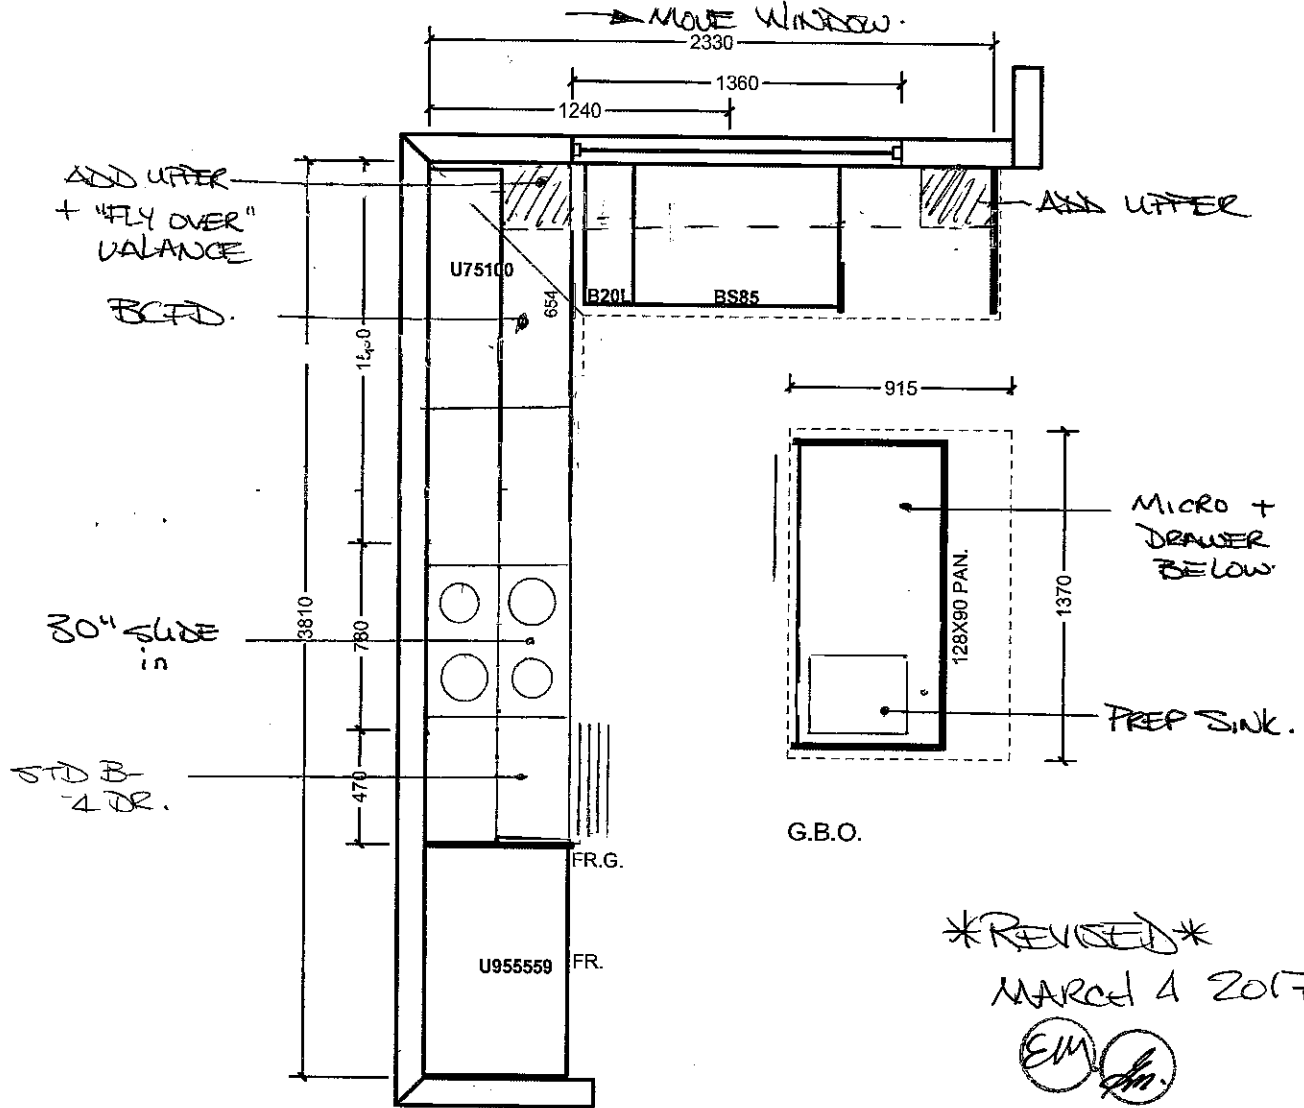 MOVE WINDOW.
2330
1360
1240
ADD UPPER
+ "FLY OVER"
VALANCE
ADD UPPER
U75100
B20L
BS85
654
BCFD.
915
MICRO +
DRAWER
BELOW
128X90 PAN.
1370
3810
780
30" SLIDE
in
PREP SINK.
STD B-
4 DR.
470
G.B.O.
FR.G.
U955559
FR.
*REVISED*
MARCH 4 2017
EM